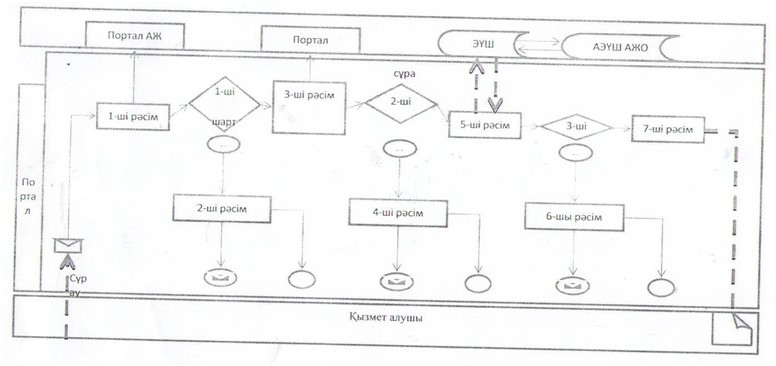 Портал АЖ
Портал
ЭҮШ
АЭҮШ АЖО
1-ші рәсім
1-ші
шарт
3-ші рәсім
сұра
2-ші
5-ші рәсім
3-ші
7-ші рәсім
По
рта
л
...
...
...
2-ші рәсім
4-ші рәсім
6-шы рәсім
Сұр
ау
Қызмет алушы